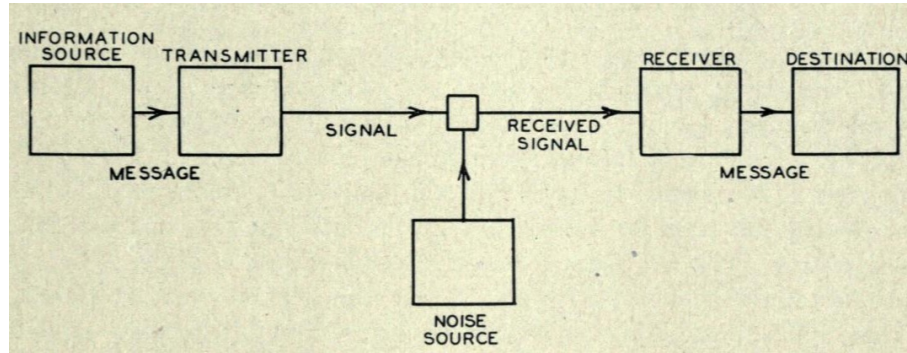 INFORMATION
SOURCE
TRANSMITTER
RECEIVER
DESTINATION
SIGNAL
RECEIVED
SIGNAL
MESSAGE
MESSAGE
NOISE
SOURCE